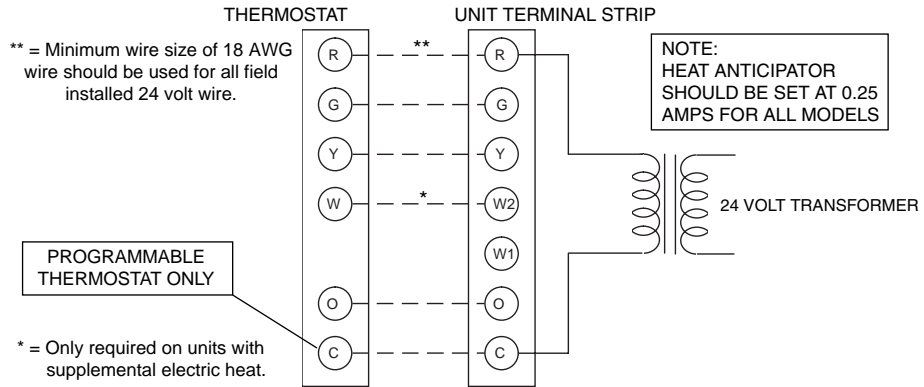 THERMOSTAT
UNIT TERMINAL STRIP
** = Minimum wire size of 18 AWG
wire should be used for all field
installed 24 volt wire.
R
**
R
NOTE:
HEAT ANTICIPATOR
SHOULD BE SET AT 0.25
AMPS FOR ALL MODELS
G
G
Y
Y
W
*
W2
24 VOLT TRANSFORMER
W1
PROGRAMMABLE
THERMOSTAT ONLY
O
O
C
C
* = Only required on units with
supplemental electric heat.